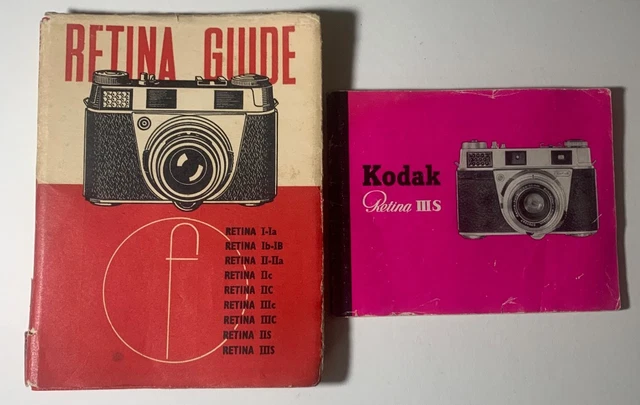 RETINA GUIDE
f
RETINA I-Ia
RETINA Ib-IB
RETINA II-IIa
RETINA IIc
RETINA IIC
RETINA IIIc
RETINA IIIC
RETINA IIS
RETINA IIIS
Kodak
Retina IIIS